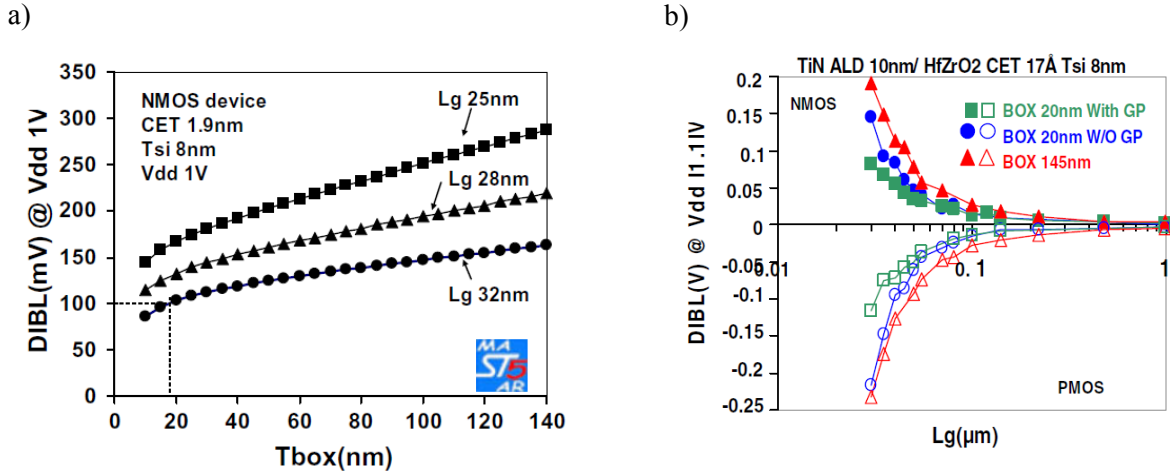 a)
350
300
250
200
150
100
50
0
DIBL(mV) @ Vdd 1V
NMOS device
CET 1.9nm
Tsi 8nm
Vdd 1V
Lg 25nm
Lg 28nm
Lg 32nm
MA
ST5
AB
0 20 40 60 80 100 120 140
Tbox(nm)
b)
TiN ALD 10nm/ HfZrO2 CET 17Å Tsi 8nm
0.2
0.15
0.1
0.05
0
-0.05
-0.1
-0.15
-0.2
-0.25
DIBL(V) @ Vdd I1.1IV
NMOS
BOX 20nm With GP
BOX 20nm W/O GP
BOX 145nm
0.01 0.1 1
PMOS
Lg(µm)